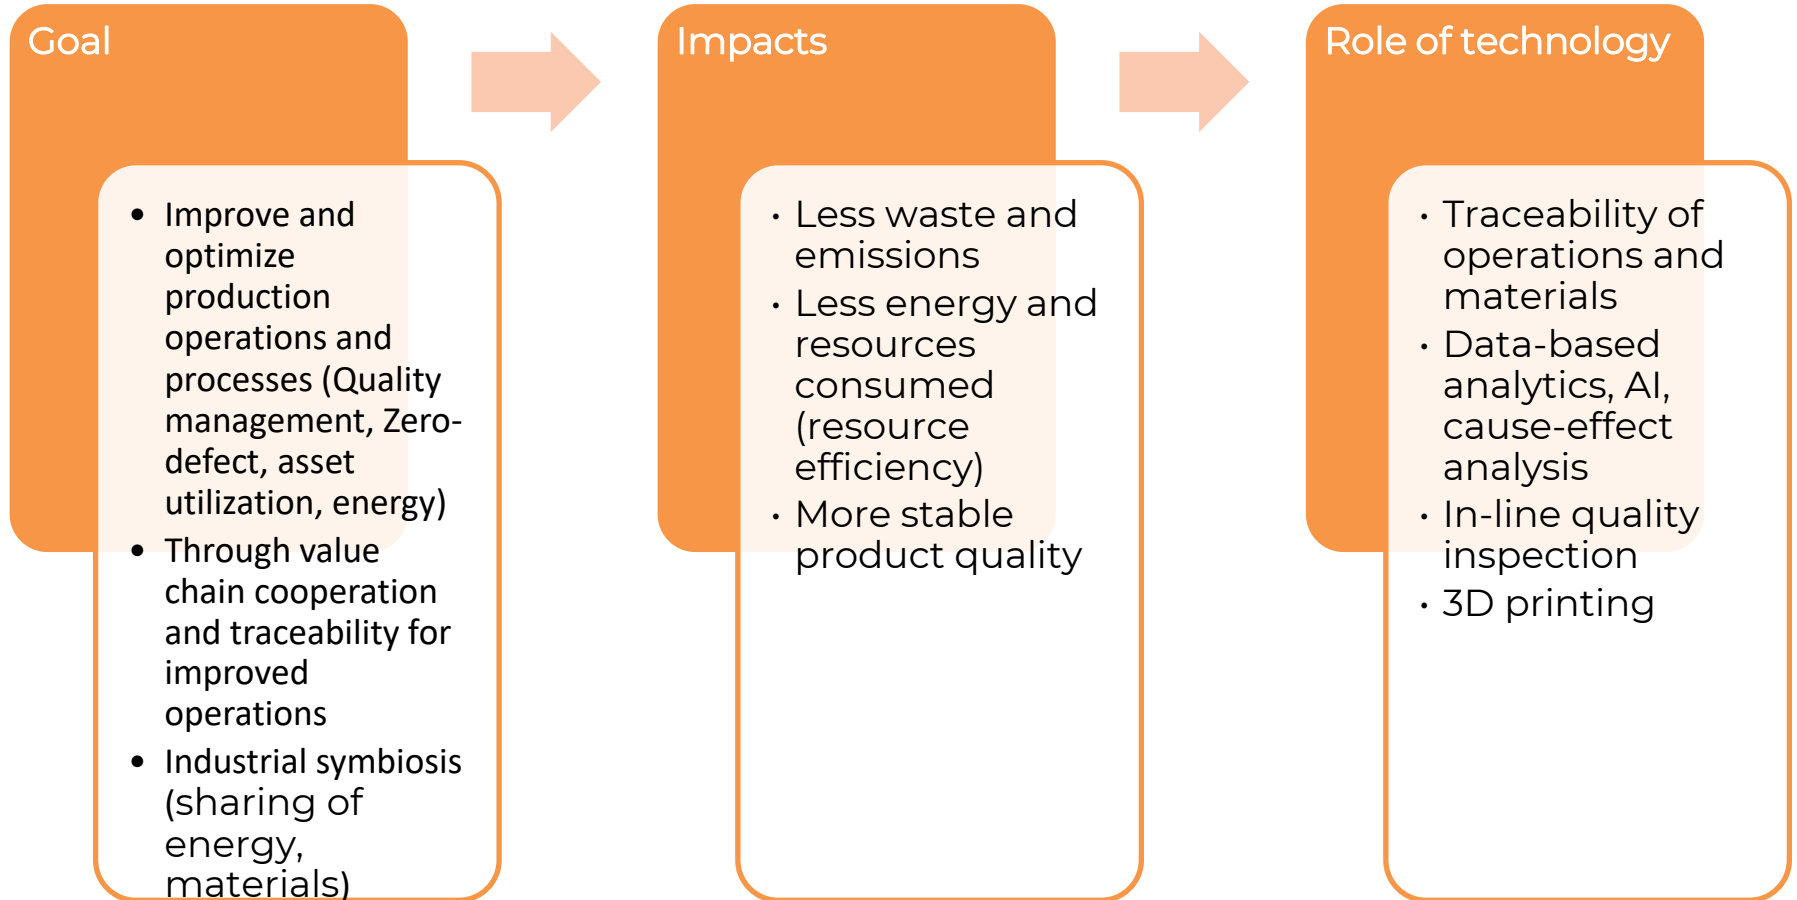 Goal
• Improve and
optimize
production
operations and
processes (Quality
management, Zero-
defect, asset
utilization, energy)
• Through value
chain cooperation
and traceability for
improved
operations
• Industrial symbiosis
(sharing of
energy,
materials)
Impacts
• Less waste and
emissions
• Less energy and
resources
consumed
(resource
efficiency)
• More stable
product quality
Role of technology
• Traceability of
operations and
materials
• Data-based
analytics, AI,
cause-effect
analysis
• In-line quality
inspection
• 3D printing